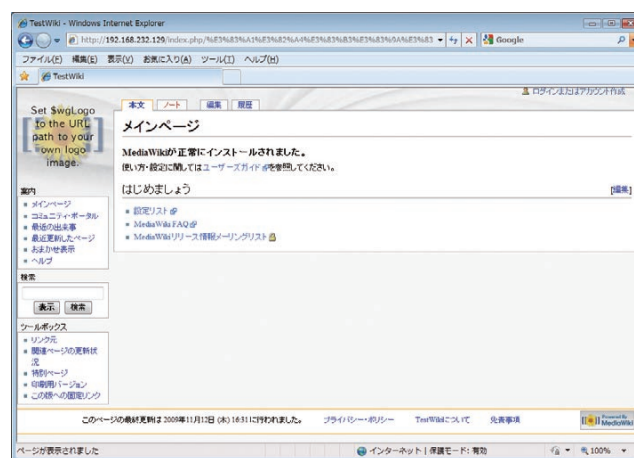 TestWiki - Windows Internet Explorer
http://192.168.232.129/index.php/%E3%83%A1%E3%82%A4%E3%83%B3%E3%83%9A%E3%83
Google
ファイル(F) 編集(E) 表示(V) お気に入り(A) ツール(T) ヘルプ(H)
TestWiki
ログインまたはアカウント作成
Set $wgLogo
to the URL
path to your
own logo
image.
本文 ノート 編集 履歴
メインページ
MediaWikiが正常にインストールされました。
使い方・設定に関してはユーザーズガイドを参照してください。
はじめましょう
[編集]
設定リスト
MediaWiki FAQ
MediaWikiリリース情報メーリングリスト
案内
メインページ
コミュニティ・ポータル
最近の出来事
最近更新したページ
おまかせ表示
ヘルプ
検索
表示 検索
ツールボックス
リンク元
関連ページの更新状
況
特別ページ
印刷用バージョン
この版への固定リンク
このページの最終更新は 2009年11月12日 (木) 16:31 に行われました。 プライバシー・ポリシー TestWikiについて 免責事項
Powered By
MediaWiki
ページが表示されました
インターネット | 保護モード: 有効
100%